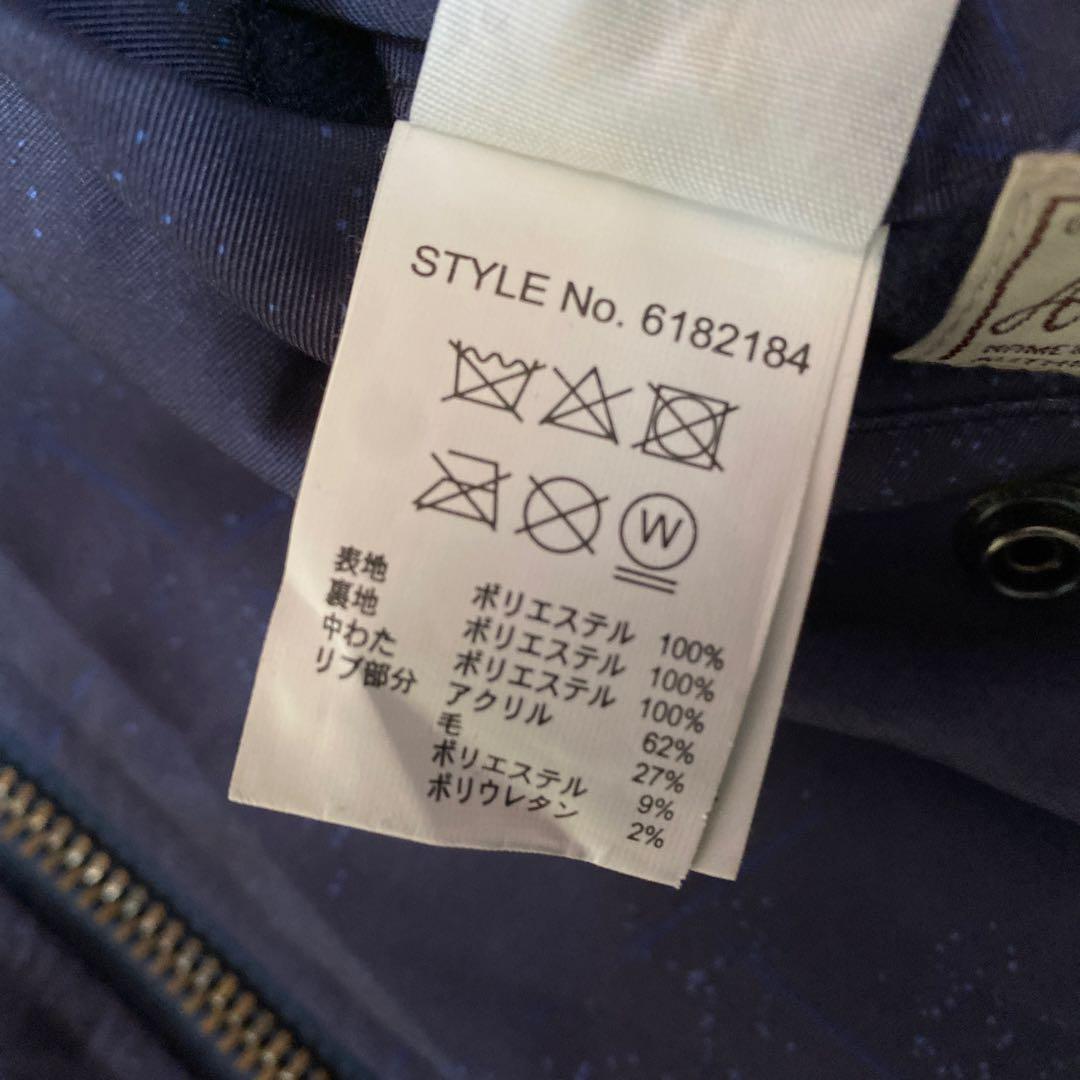 STYLE No. 6182184
W
表地 ポリエステル 100%
裏地 ポリエステル 100%
中わた ポリエステル 100%
リブ部分 アクリル 62%
毛 27%
ポリエステル 9%
ポリウレタン 2%